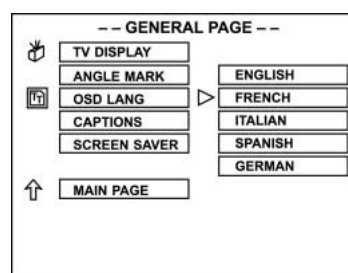 -- GENERAL PAGE --
TV DISPLAY
ANGLE MARK
OSD LANG
CAPTIONS
SCREEN SAVER
MAIN PAGE
ENGLISH
FRENCH
ITALIAN
SPANISH
GERMAN